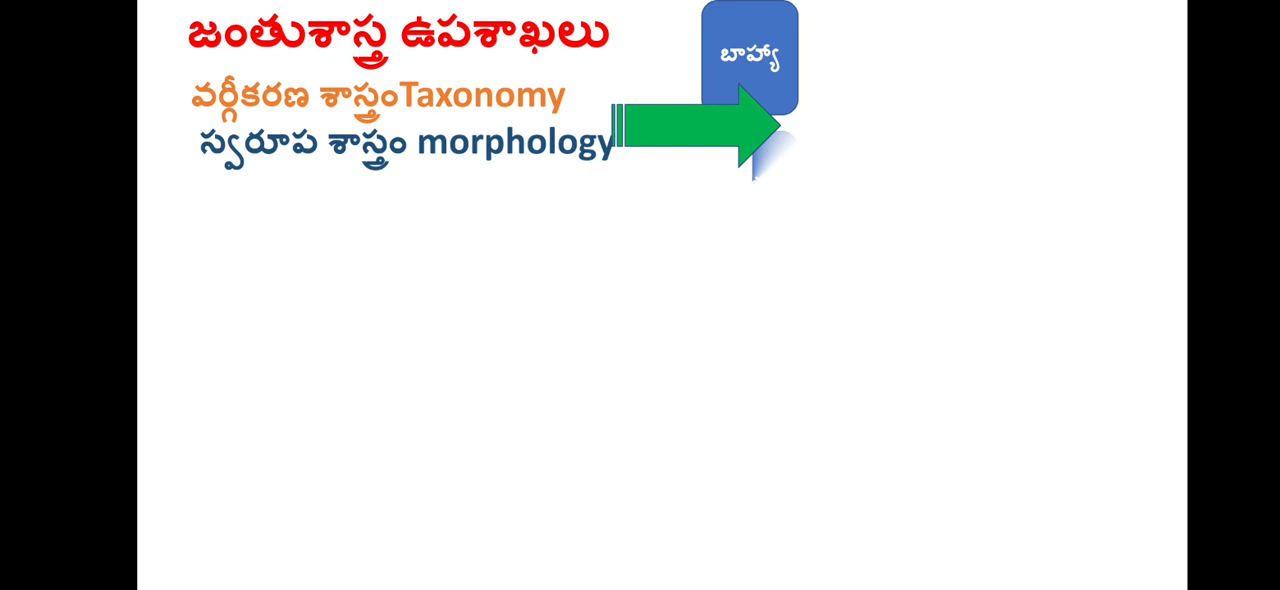 జంతుశాస్త్ర ఉపశాఖలు
వర్గీకరణ శాస్త్రంTaxonomy
స్వరూప శాస్త్రం morphology
బాహ్యా